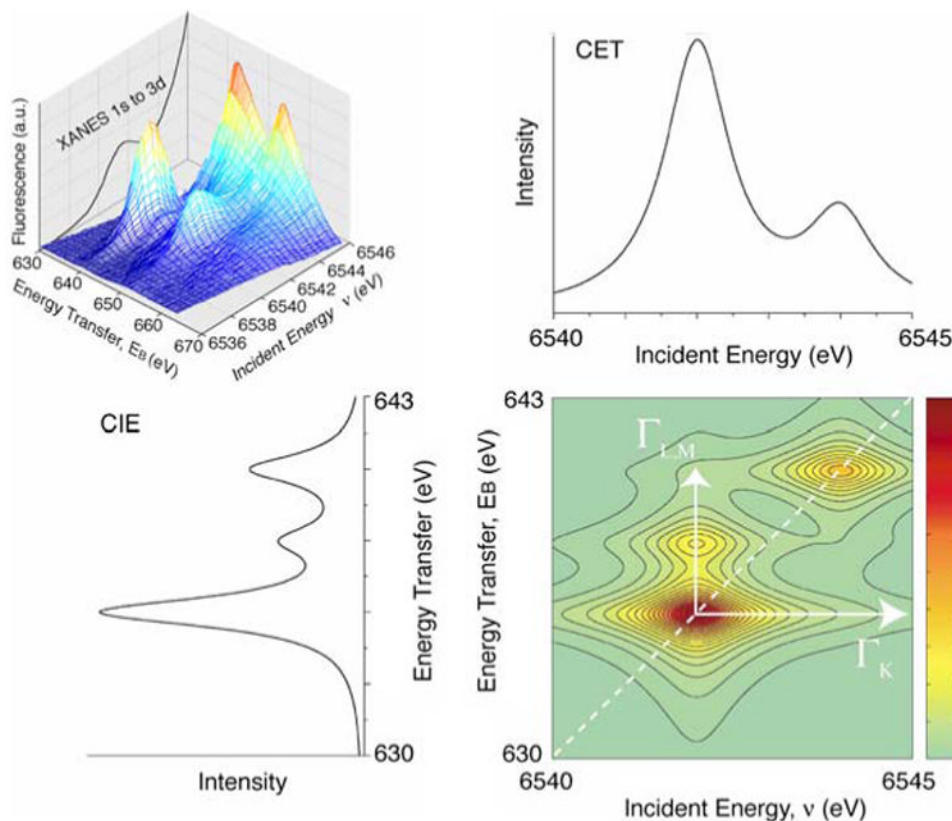 Fluorescence (a.u.)
XANES 1s to 3d
630
640
650
660
670
Energy Transfer, EB (eV)
6536
6538
6540
6542
6544
6546
Incident Energy ν (eV)
CET
Intensity
6540
6545
Incident Energy (eV)
CIE
643
Energy Transfer (eV)
630
Intensity
643
Energy Transfer, EB (eV)
630
ΓL,M
ΓK
6540
6545
Incident Energy, ν (eV)